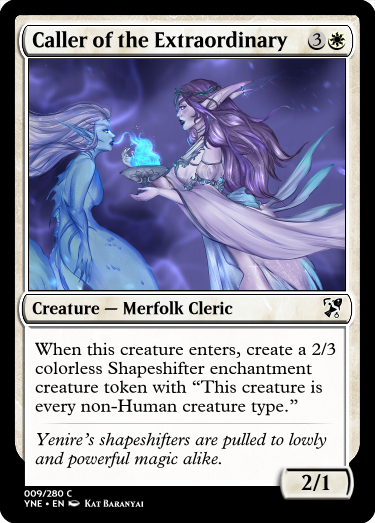 Caller of the Extraordinary 3
Creature — Merfolk Cleric
When this creature enters, create a 2/3
colorless Shapeshifter enchantment
creature token with “This creature is
every non-Human creature type.”
Yenire's shapeshifters are pulled to lowly
and powerful magic alike.
2/1
009/280 C
YNE • EN Kat Baranyai